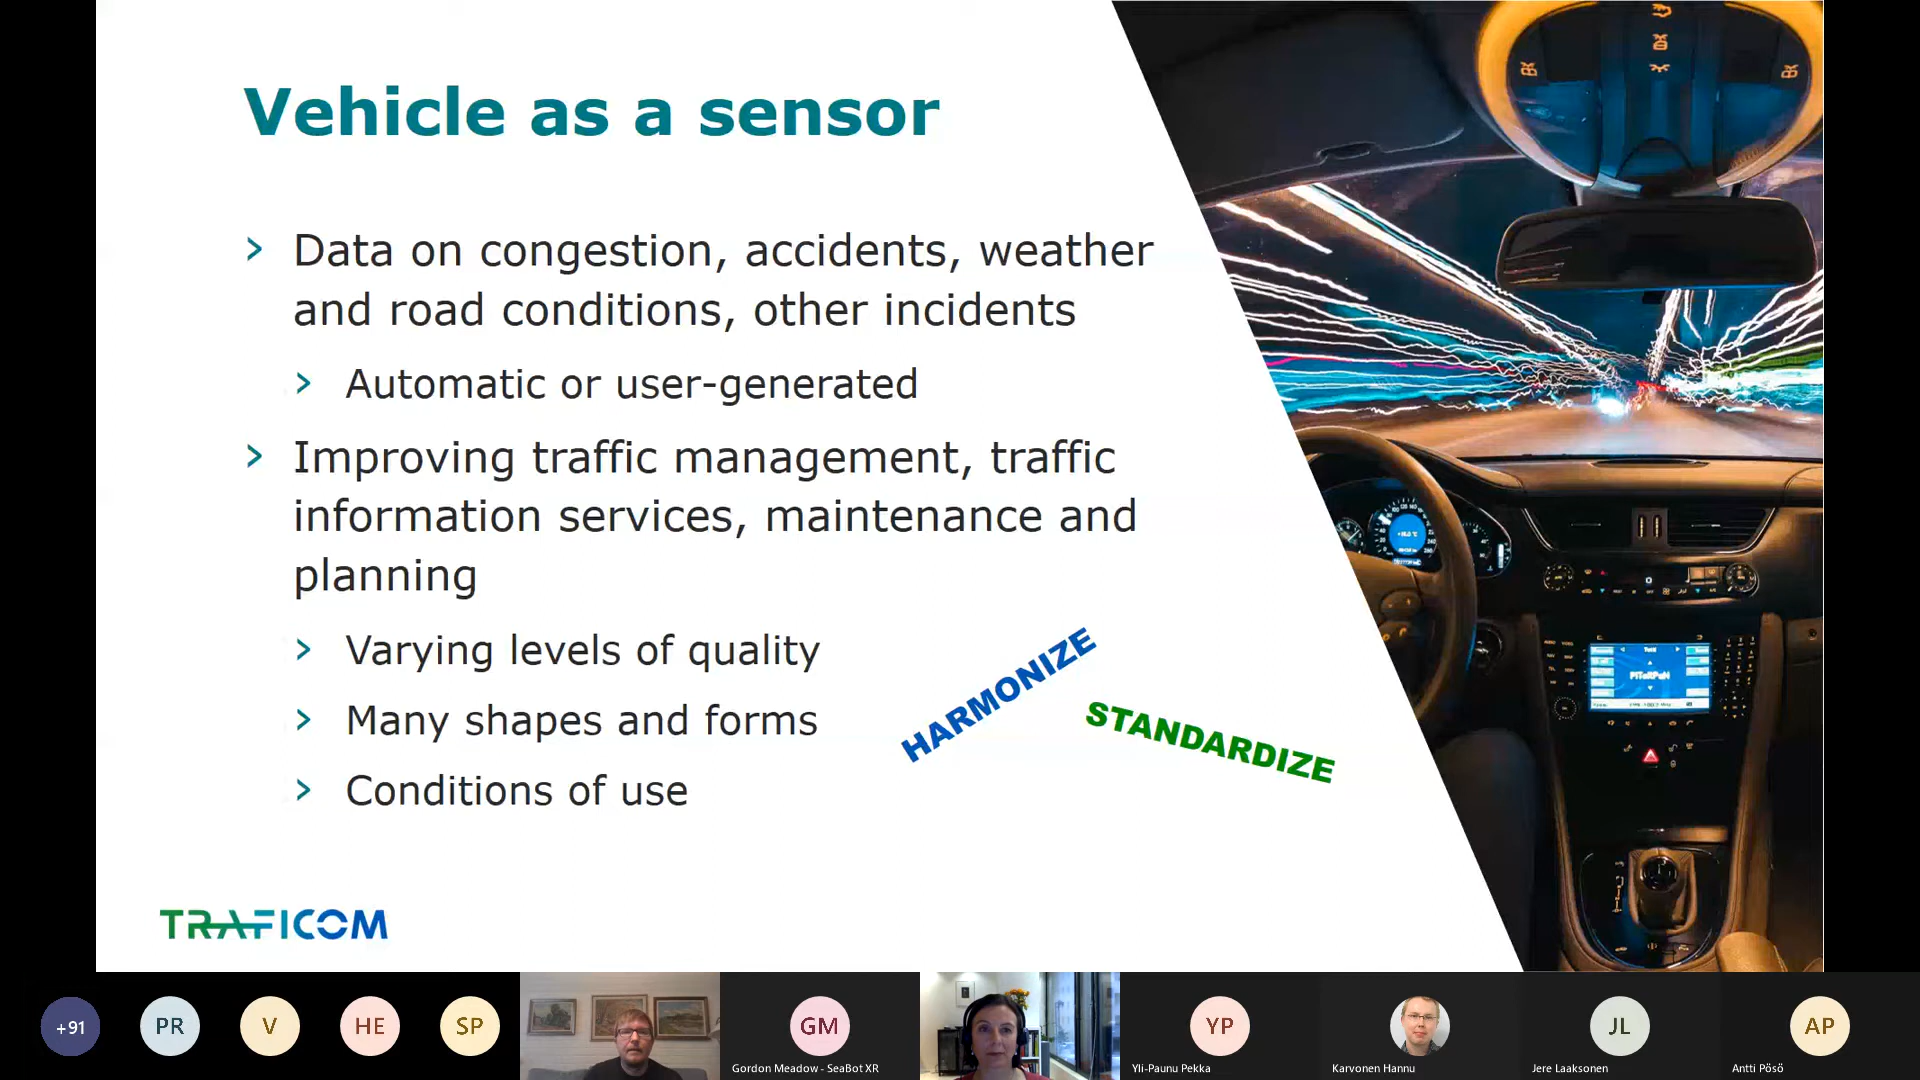 Vehicle as a sensor
Data on congestion, accidents, weather
and road conditions, other incidents
Automatic or user-generated
Improving traffic management, traffic
information services, maintenance and
planning
Varying levels of quality
Many shapes and forms
Conditions of use
HARMONIZE
STANDARDIZE
TRAFICOM
+91
PR
V
HE
SP
GM
Gordon Meadow - SeaBot XR
YP
Yli-Paunu Pekka
Karvonen Hannu
JL
Jere Laaksonen
AP
Antti Pösö